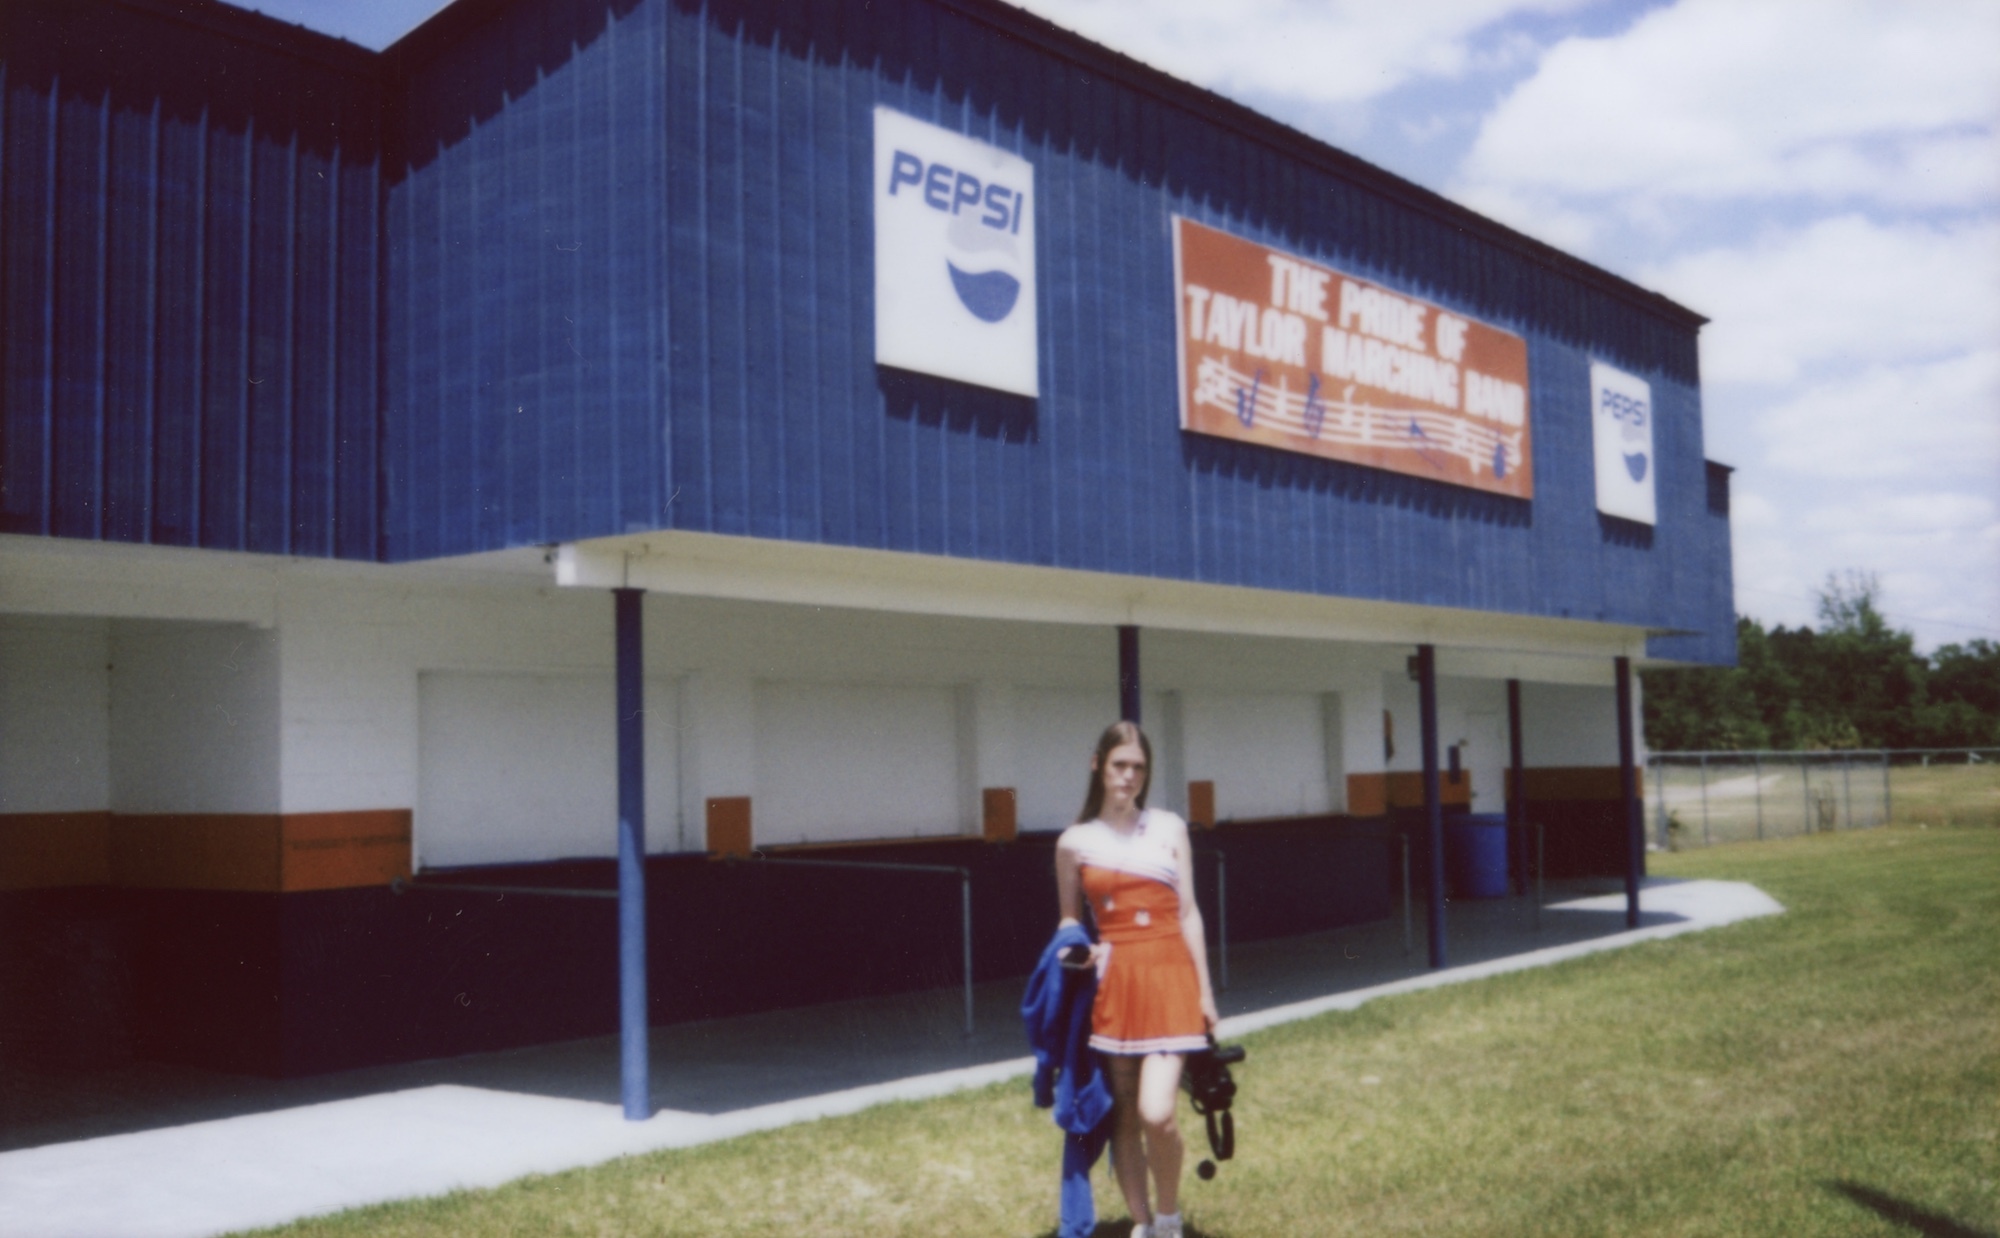 PEPSI
THE PRIDE OF
TAYLOR MARCHING BAND
PEPSI